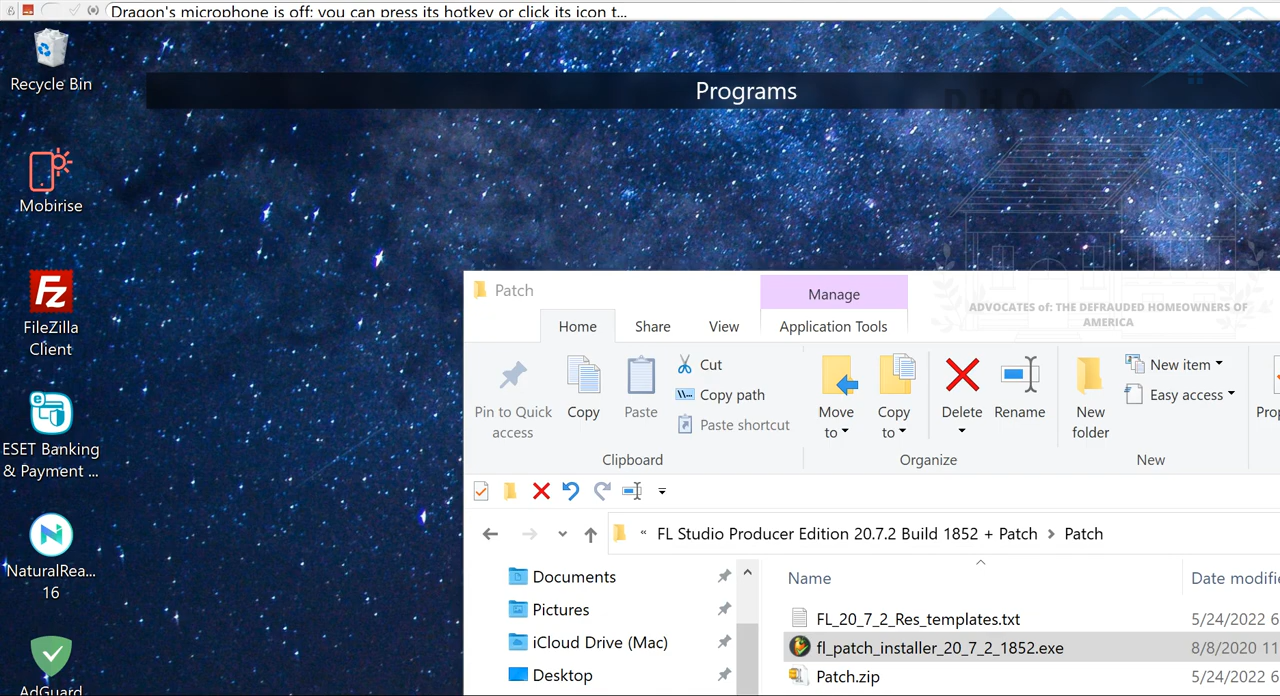 Dragon's microphone is off: you can press its hotkey or click its icon t...
Recycle Bin
Programs
DHOA
Mobirise
FileZilla
Client
ESET Banking
& Payment ...
NaturalRea...
16
AdGuard
ADVOCATES of: THE DEFRAUDED HOMEOWNERS OF
AMERICA
Patch
Manage
Home
Share
View
Application Tools
Pin to Quick
access
Copy
Paste
Cut
Copy path
Paste shortcut
Clipboard
Move
to
Copy
to
Delete
Rename
Organize
New
folder
New item
Easy access
New
« FL Studio Producer Edition 20.7.2 Build 1852 + Patch > Patch
Documents
Pictures
iCloud Drive (Mac)
Desktop
Name
Date modifi
FL_20_7_2_Res_templates.txt
5/24/2022 6
fl_patch_installer_20_7_2_1852.exe
8/8/2020 11
Patch.zip
5/24/2022 6